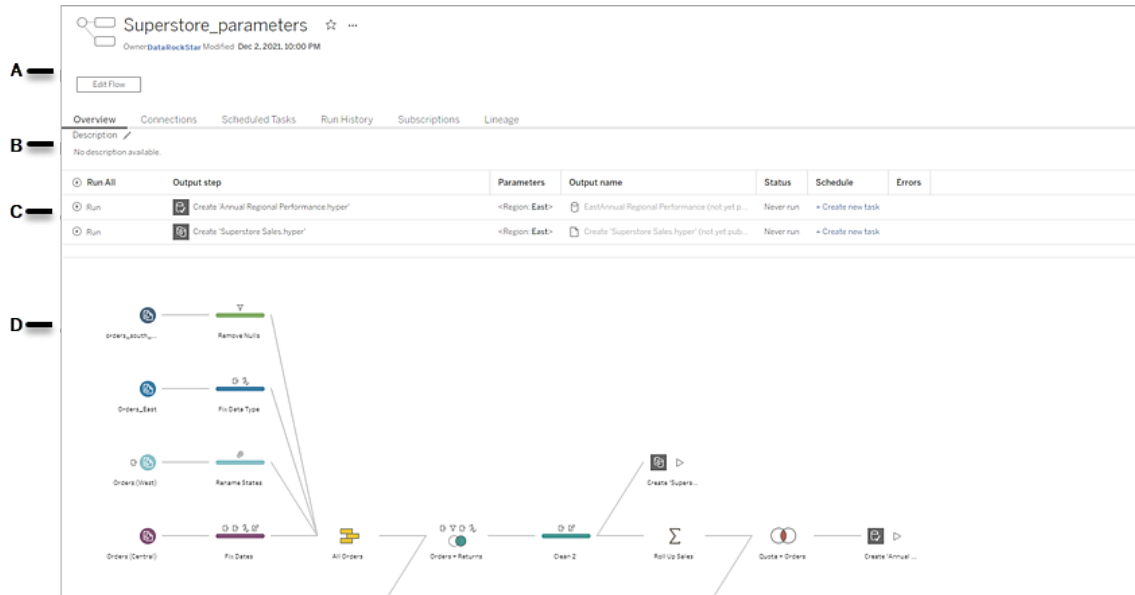 Superstore_parameters
Owner DataRockStar Modified Dec 2, 2021, 10:00 PM
A
Edit Flow
Overview Connections Scheduled Tasks Run History Subscriptions Lineage
B
Description
No description available.
Run All Output step Parameters Output name Status Schedule Errors
C
Run Create 'Annual Regional Performance.hyper' <Region: East> EastAnnual Regional Performance (not yet p... Never run + Create new task
Run Create 'Superstore Sales.hyper' <Region: East> Create 'Superstore Sales.hyper' (not yet pub... Never run + Create new task
D
orders_south_... Remove Nulls
Orders_East Fix Data Type
Orders (West) Rename States Create 'Supers...
Orders (Central) Fix Dates All Orders Orders + Returns Clean 2 Roll Up Sales Quota + Orders Create 'Annual ...